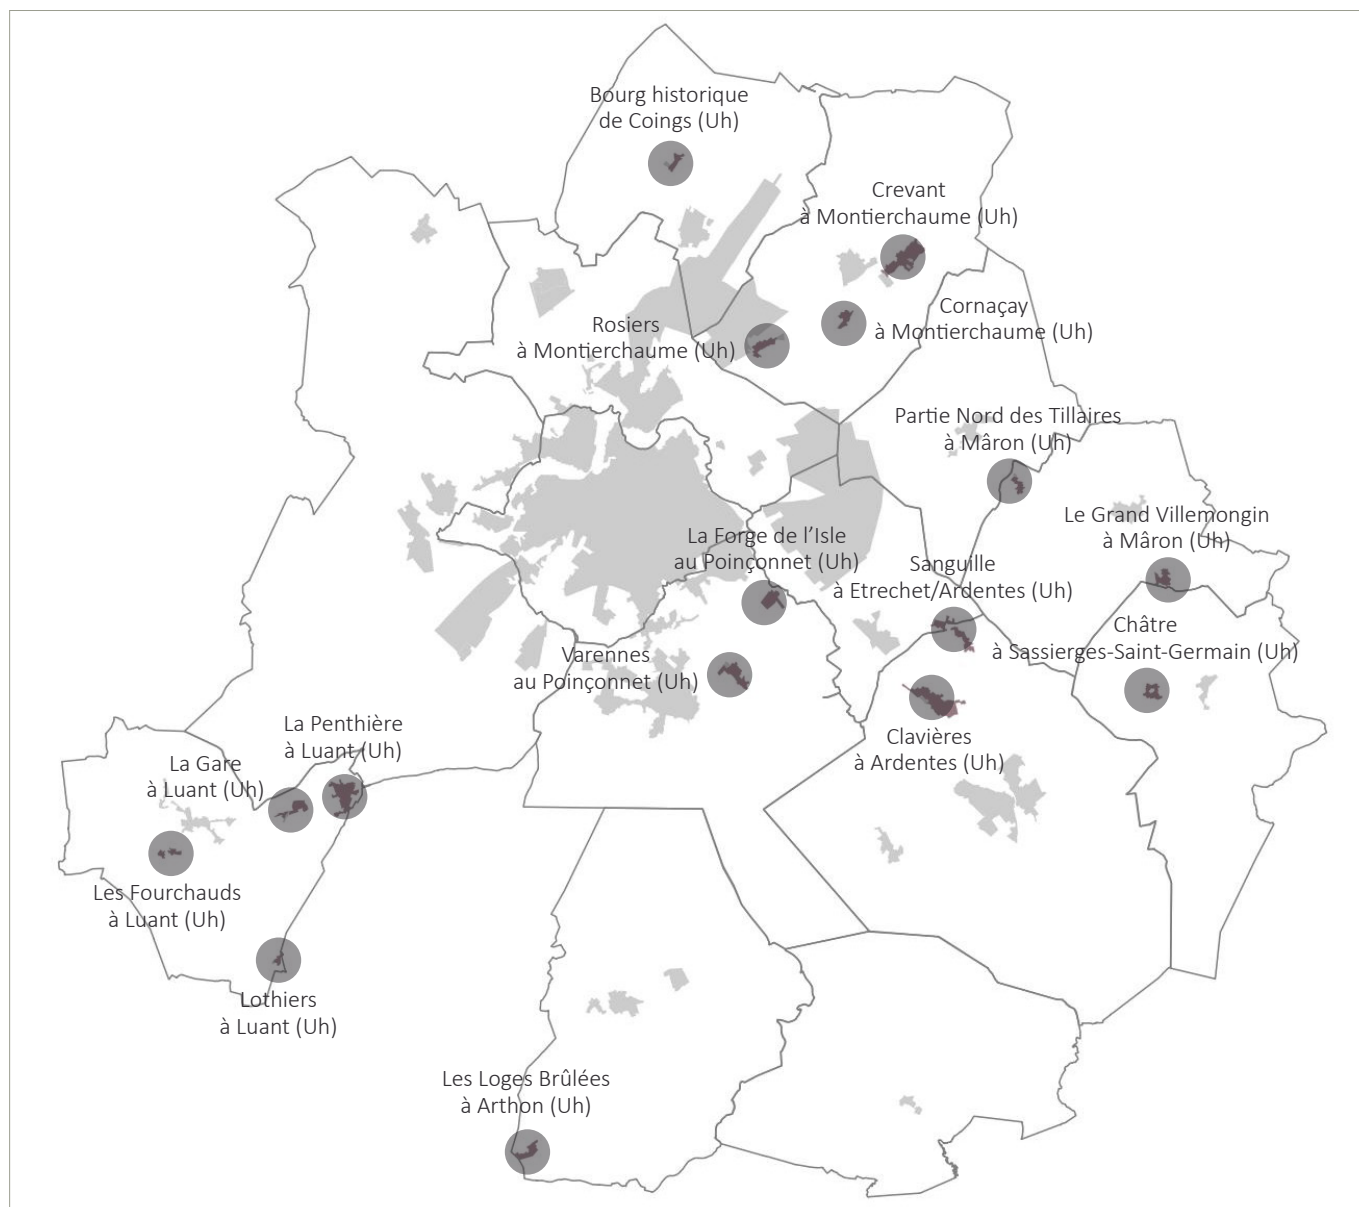 Bourg historique
de Coings (Uh)
Crevant
à Montierchaume (Uh)
Cornaçay
à Montierchaume (Uh)
Rosiers
à Montierchaume (Uh)
Partie Nord des Tillaires
à Mâron (Uh)
Le Grand Villemongin
à Mâron (Uh)
La Forge de l'Isle
au Poinçonnet (Uh)
Sanguille
à Etrechet/Ardentes (Uh)
Châtre
à Sassierges-Saint-Germain (Uh)
Varennes
au Poinçonnet (Uh)
Clavières
à Ardentes (Uh)
La Penthière
à Luant (Uh)
La Gare
à Luant (Uh)
Les Fourchauds
à Luant (Uh)
Lothiers
à Luant (Uh)
Les Loges Brûlées
à Arthon (Uh)